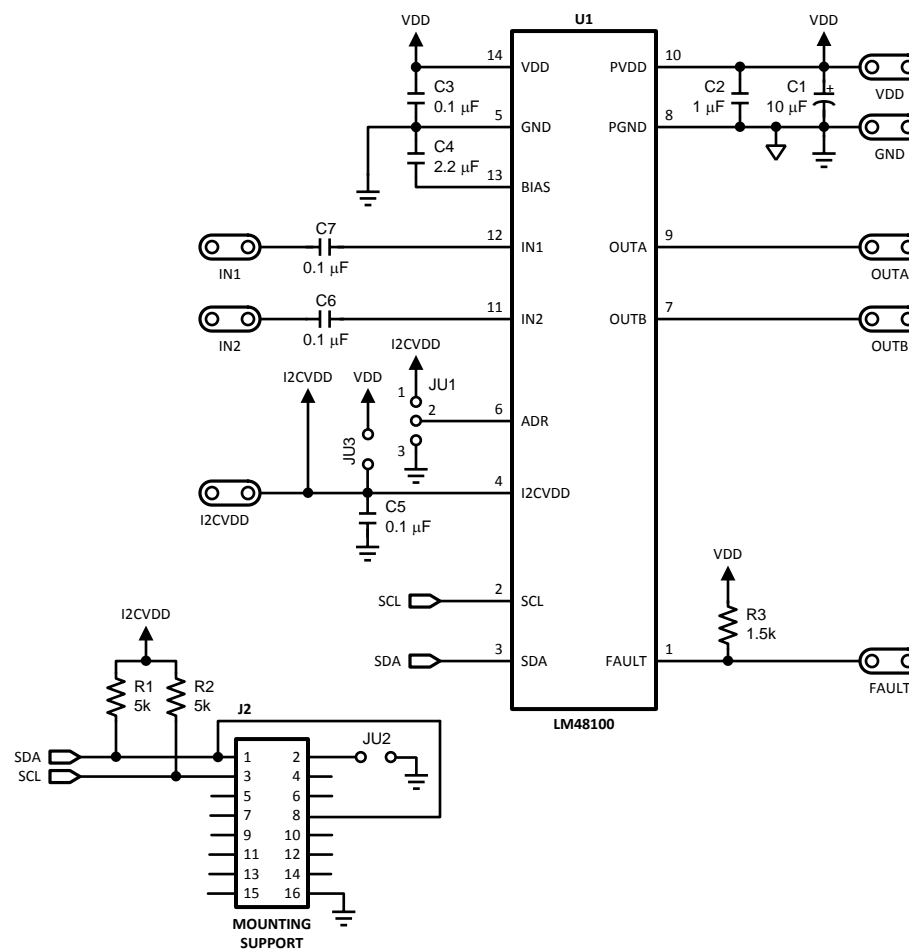 U1
VDD
VDD
14
VDD
PVDD
10
C3
0.1 μF
C2
1 μF
C1
10 μF
+
VDD
5
GND
PGND
8
GND
C4
2.2 μF
13
BIAS
C7
0.1 μF
12
IN1
IN1
OUTA
9
OUTA
C6
0.1 μF
11
IN2
IN2
OUTB
7
OUTB
I2CVDD
I2CVDD
VDD
JU1
1
2
3
6
ADR
JU3
4
I2CVDD
I2CVDD
C5
0.1 μF
VDD
SCL
2
SCL
R3
1.5k
I2CVDD
SDA
3
SDA
FAULT
1
FAULT
R1
5k
R2
5k
LM48100
J2
JU2
SDA
1
2
SCL
3
4
5
6
7
8
9
10
11
12
13
14
15
16
MOUNTING
SUPPORT